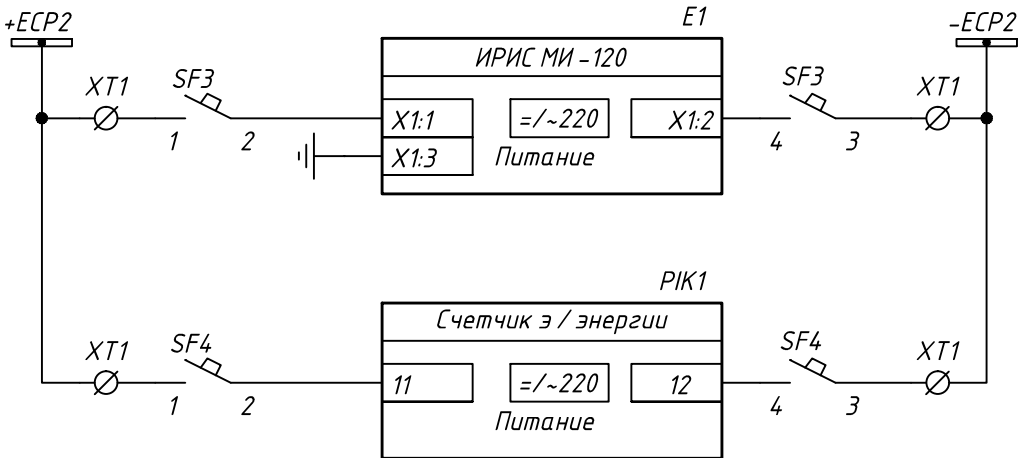 +ECP2
E1
-ECP2
ИРИС МИ -120
XT1
SF3
SF3
XT1
X1:1
=/~220
X1:2
1
2
4
3
X1:3
Питание
PIK1
Счетчик э / энергии
XT1
SF4
SF4
XT1
11
=/~220
12
1
2
4
3
Питание